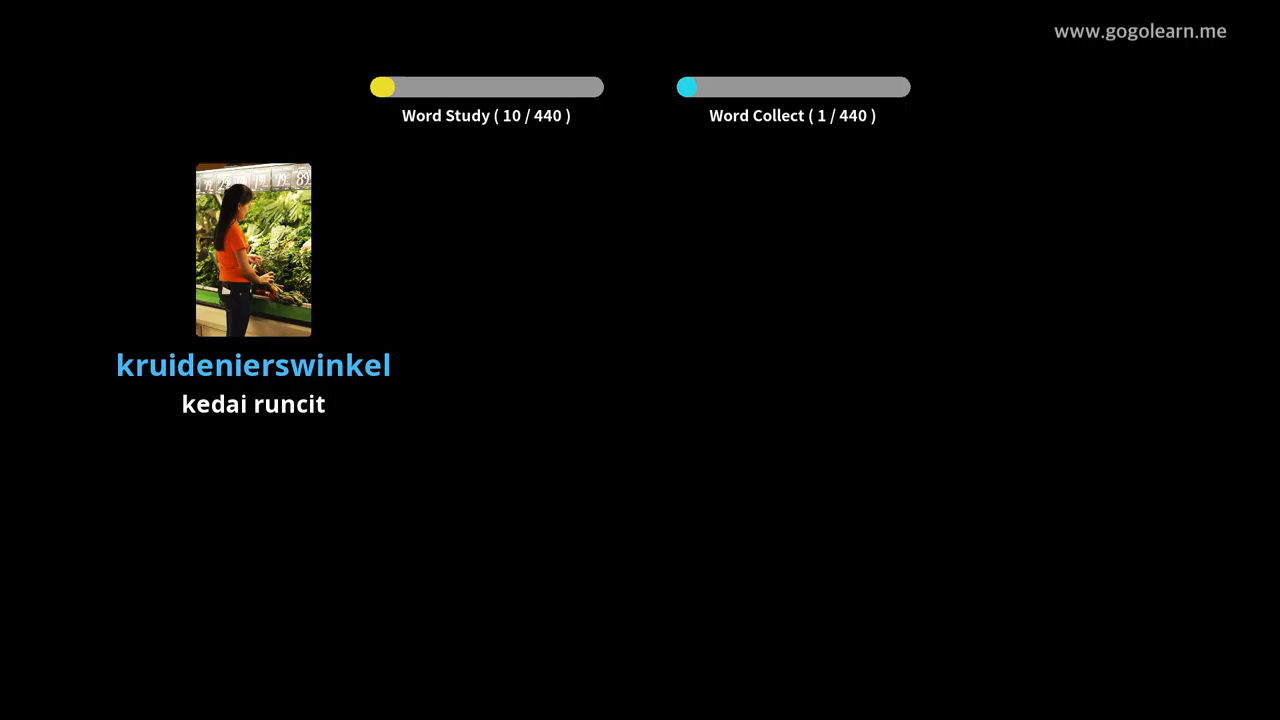 www.gogolearn.me
Word Study ( 10 / 440 )
Word Collect ( 1 / 440 )
kruidenierswinkel
kedai runcit